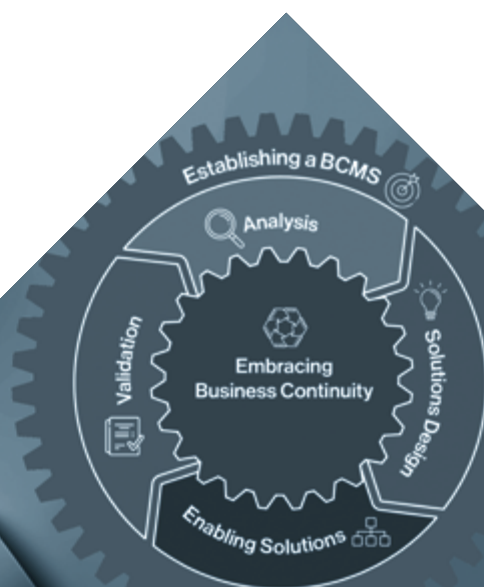 Establishing a BCMS
Analysis
Solutions Design
Enabling Solutions
Validation
Embracing
Business Continuity